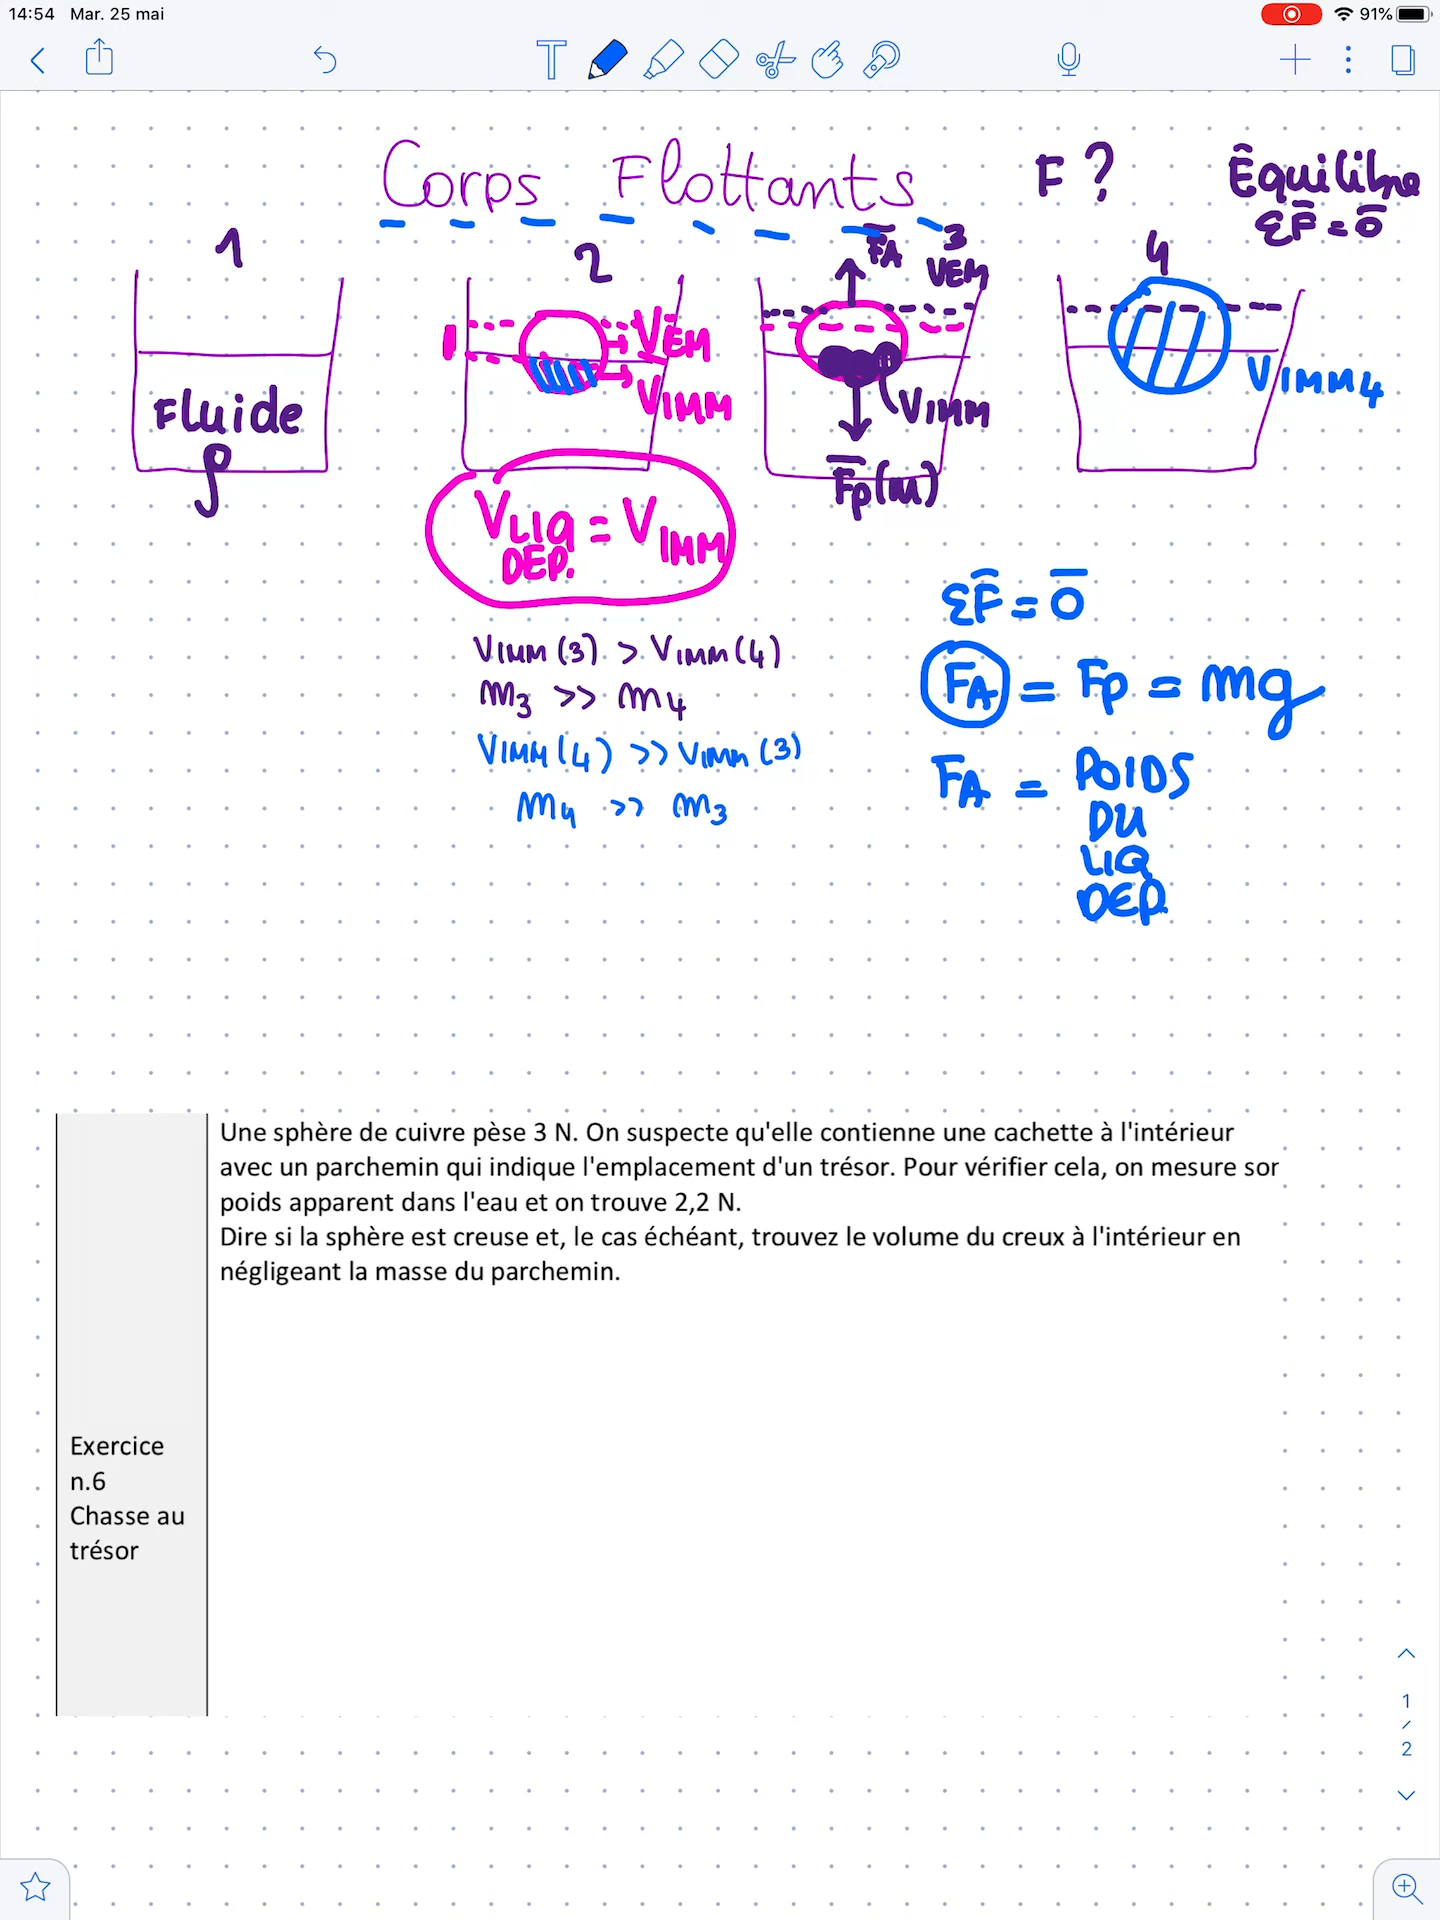 14:54 Mar. 25 mai
91%
T
Corps Flottants
F ?
Équilibre
ΣF̄ = 0̄
1
2
3
4
F̄A
VEM
Fluide
ρ
VEM
VIMM
VIMM
F̄p(m)
VIMM4
VLIQ DEP. = VIMM
ΣF̄ = 0̄
FA = Fp = mg
FA = POIDS
DU
LIQ
DEP.
VIMM (3) > VIMM (4)
m3 >> m4
VIMM (4) >> VIMM (3)
m4 >> m3
Exercice
n.6
Chasse au
trésor
Une sphère de cuivre pèse 3 N. On suspecte qu'elle contienne une cachette à l'intérieur
avec un parchemin qui indique l'emplacement d'un trésor. Pour vérifier cela, on mesure sor
poids apparent dans l'eau et on trouve 2,2 N.
Dire si la sphère est creuse et, le cas échéant, trouvez le volume du creux à l'intérieur en
négligeant la masse du parchemin.
1
/
2